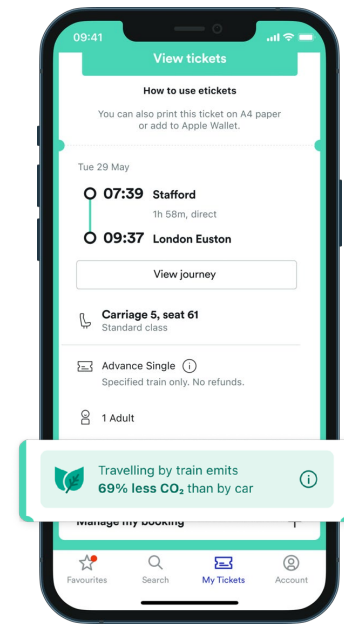 09:41
View tickets
How to use etickets
You can also print this ticket on A4 paper
or add to Apple Wallet.
Tue 29 May
07:39 Stafford
1h 58m, direct
09:37 London Euston
View journey
Carriage 5, seat 61
Standard class
Advance Single
Specified train only. No refunds.
1 Adult
Travelling by train emits
69% less CO₂ than by car
Manage my booking
Favourites Search My Tickets Account